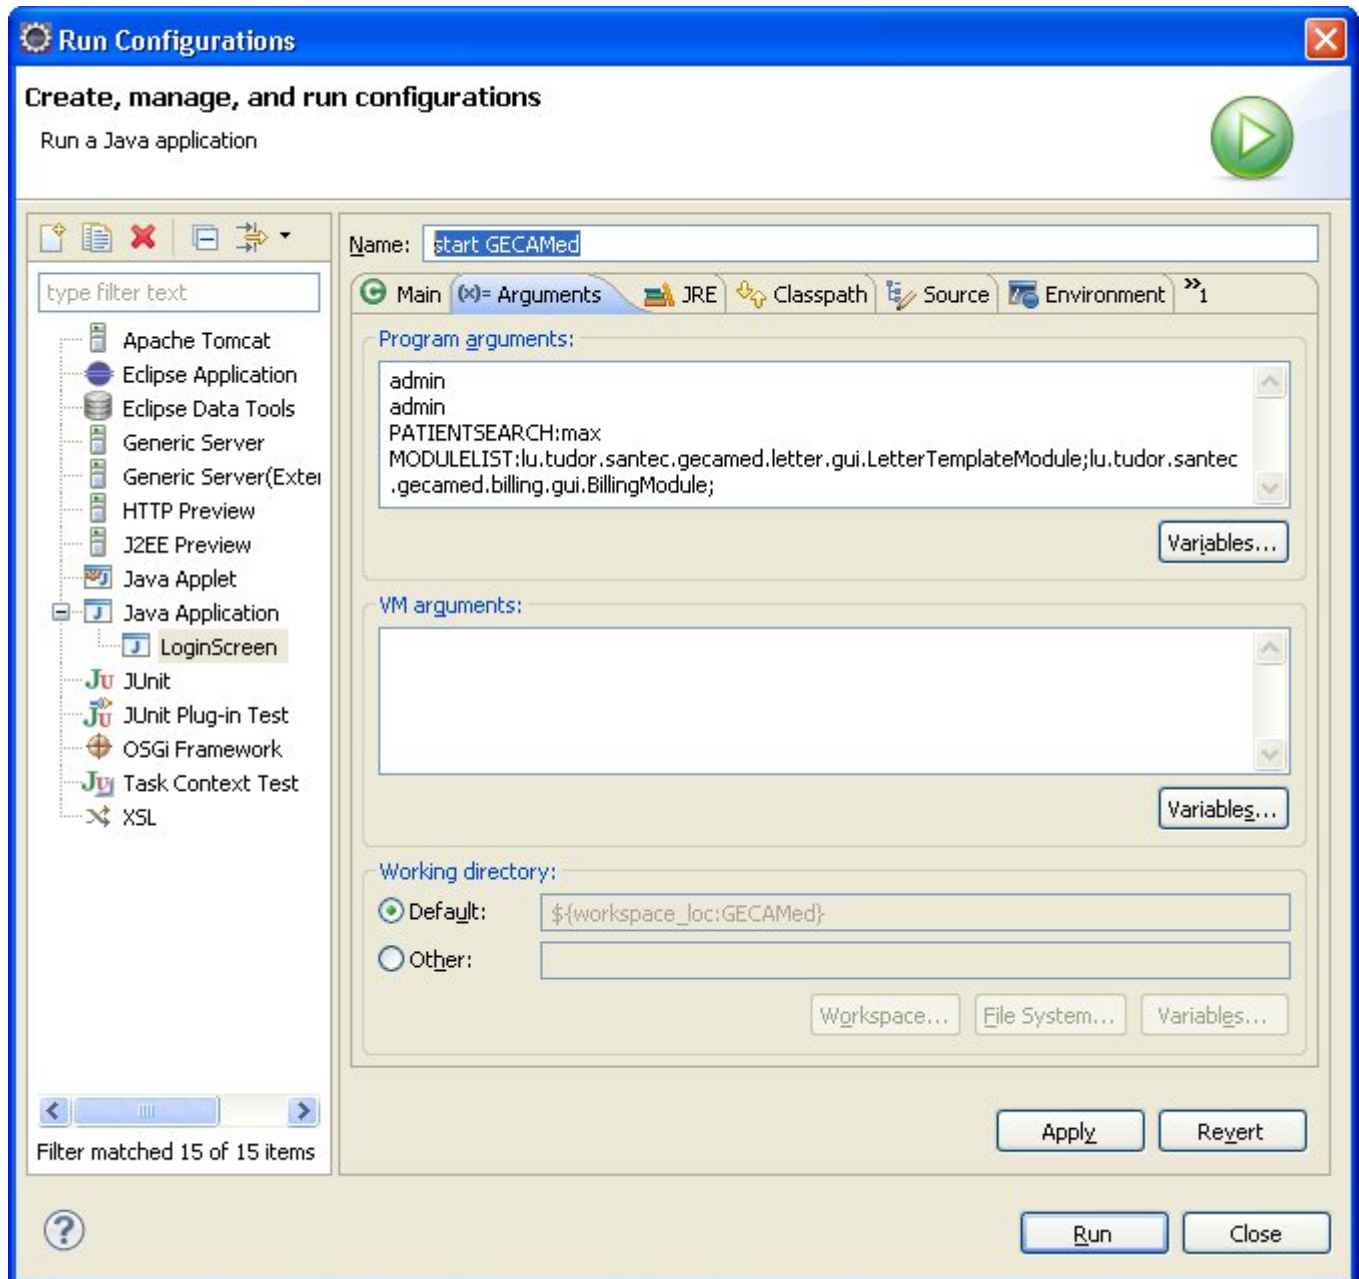 Run Configurations
Create, manage, and run configurations
Run a Java application
type filter text
Apache Tomcat
Eclipse Application
Eclipse Data Tools
Generic Server
Generic Server(Exter
HTTP Preview
J2EE Preview
Java Applet
Java Application
LoginScreen
JUnit
JUnit Plug-in Test
OSGi Framework
Task Context Test
XSL
Filter matched 15 of 15 items
Name: start GECAMed
Main (x)= Arguments JRE Classpath Source Environment »1
Program arguments:
admin
admin
PATIENTSEARCH:max
MODULELIST:lu.tudor.santec.gecamed.letter.gui.LetterTemplateModule;lu.tudor.santec
.gecamed.billing.gui.BillingModule;
Variables...
VM arguments:
Variables...
Working directory:
Default: ${workspace_loc:GECAMed}
Other:
Workspace... File System... Variables...
Apply Revert
? Run Close